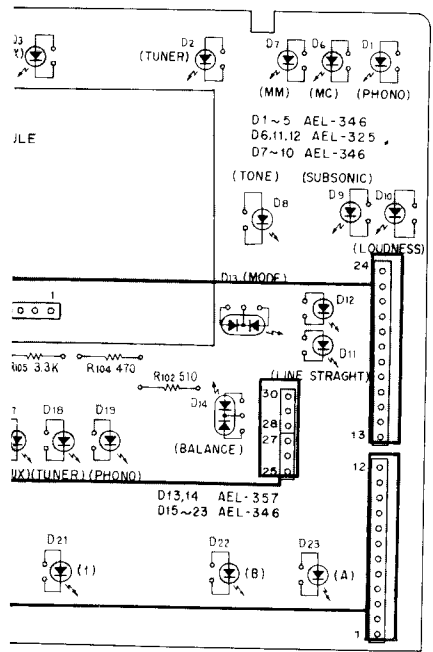 D3 D2 D7 D6 D1
(TUNER)
(MM) (MC) (PHONO)
D1~5 AEL-346
D6,11,12 AEL-325
D7~10 AEL-346
(TONE) (SUBSONIC)
D8 D9 D10
(LOUDNESS)
24
D13 (MODE)
1
D12
D11
R105 3.3K R104 470
R102 510
(LINE STRAGHT)
30
D14
28
27
13
D18 D19
(BALANCE)
12
25
UX)(TUNER)(PHONO)
D13,14 AEL-357
D15~23 AEL-346
D21 D22 D23
(1) (B) (A)
1